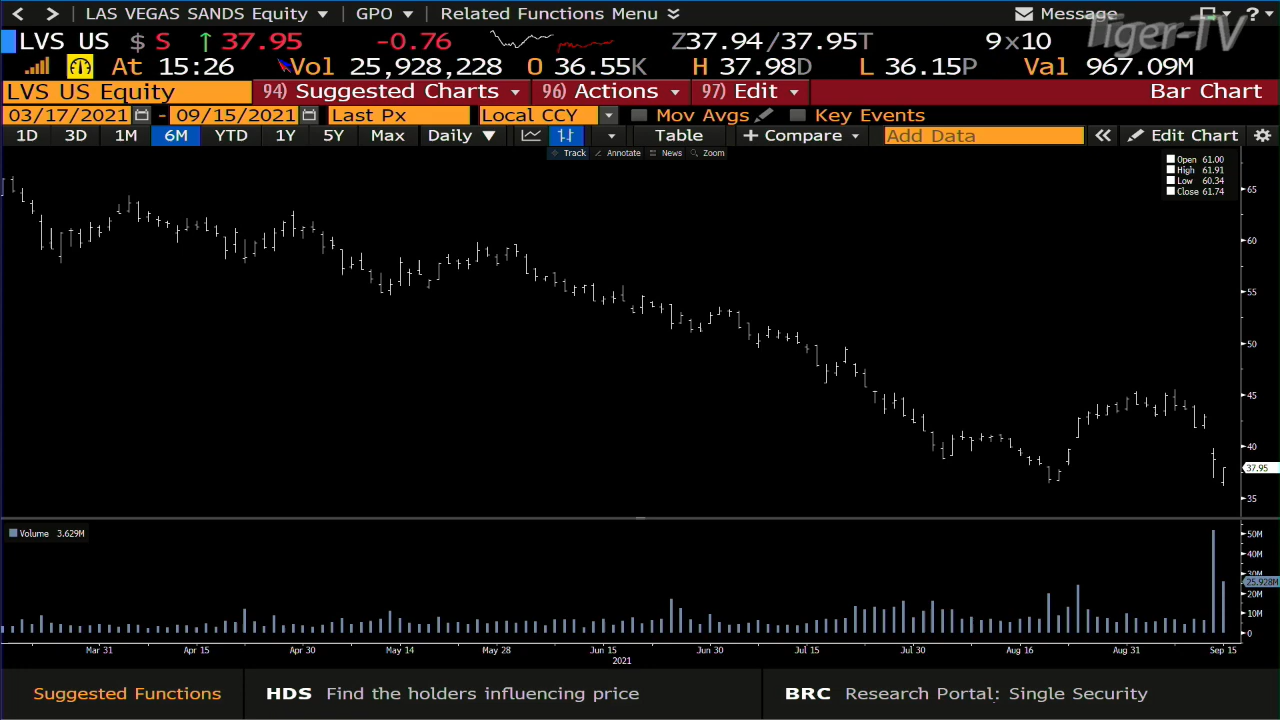 LAS VEGAS SANDS Equity GPO Related Functions Menu Message ?
Tiger-TV
LVS US $ S ↑ 37.95 -0.76 Z37.94/37.95T 9x10
At 15:26 Vol 25,928,228 O 36.55K H 37.98D L 36.15P Val 967.09M
LVS US Equity 94) Suggested Charts 96) Actions 97) Edit Bar Chart
03/17/2021 - 09/15/2021 Last Px Local CCY Mov Avgs Key Events
1D 3D 1M 6M YTD 1Y 5Y Max Daily ▼ Table + Compare Add Data « Edit Chart
Track Annotate News Zoom
Open 61.00
High 61.91
Low 60.34
Close 61.74
65
60
55
50
45
40
37.95
35
Volume 3.629M
50M
40M
30M
25.928M
20M
10M
0
Mar 31 Apr 15 Apr 30 May 14 May 28 Jun 15 Jun 30 Jul 15 Jul 30 Aug 16 Aug 31 Sep 15
2021
Suggested Functions HDS Find the holders influencing price BRC Research Portal: Single Security